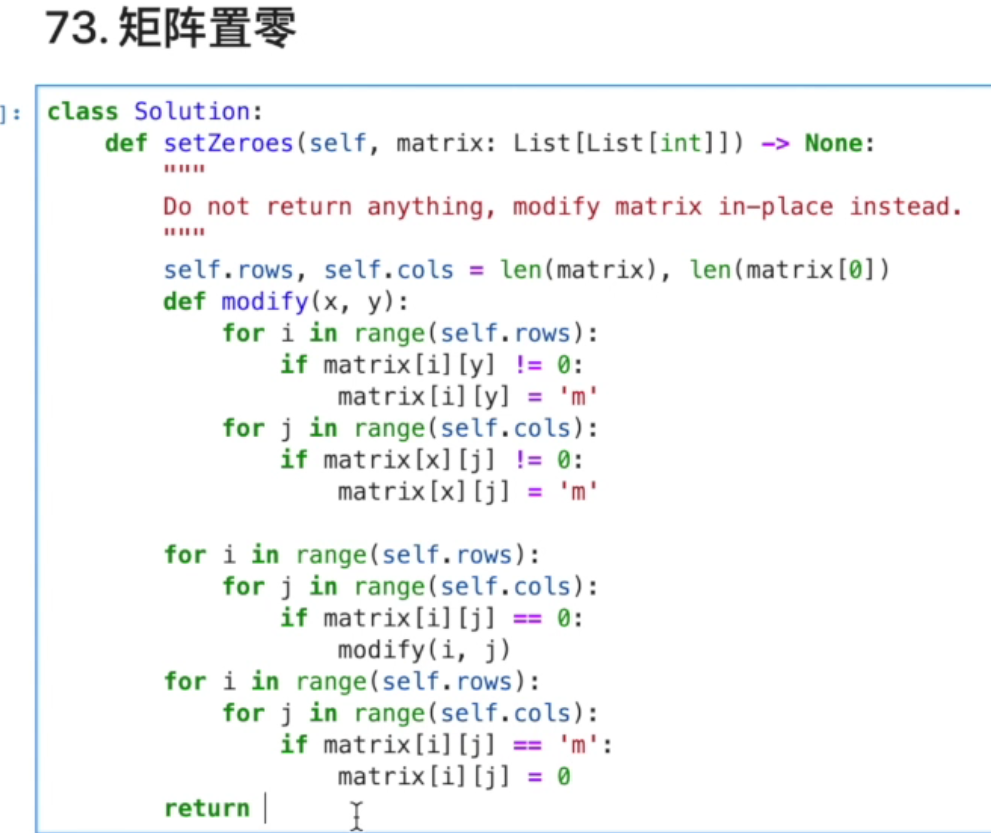 73. 矩阵置零
]:
class Solution:
    def setZeroes(self, matrix: List[List[int]]) -> None:
        """
        Do not return anything, modify matrix in-place instead.
        """
        self.rows, self.cols = len(matrix), len(matrix[0])
        def modify(x, y):
            for i in range(self.rows):
                if matrix[i][y] != 0:
                    matrix[i][y] = 'm'
            for j in range(self.cols):
                if matrix[x][j] != 0:
                    matrix[x][j] = 'm'

        for i in range(self.rows):
            for j in range(self.cols):
                if matrix[i][j] == 0:
                    modify(i, j)
        for i in range(self.rows):
            for j in range(self.cols):
                if matrix[i][j] == 'm':
                    matrix[i][j] = 0
        return